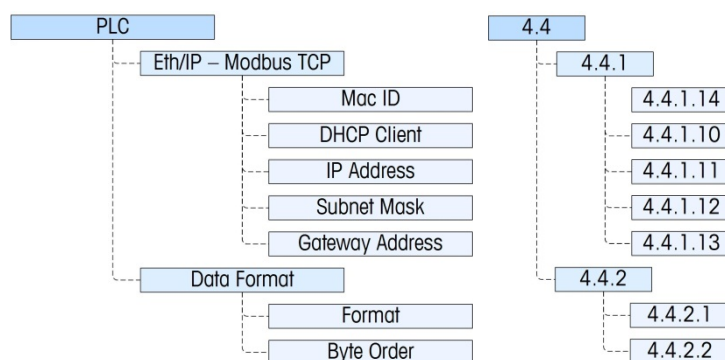 PLC 4.4
Eth/IP – Modbus TCP 4.4.1
Mac ID 4.4.1.14
DHCP Client 4.4.1.10
IP Address 4.4.1.11
Subnet Mask 4.4.1.12
Gateway Address 4.4.1.13
Data Format 4.4.2
Format 4.4.2.1
Byte Order 4.4.2.2